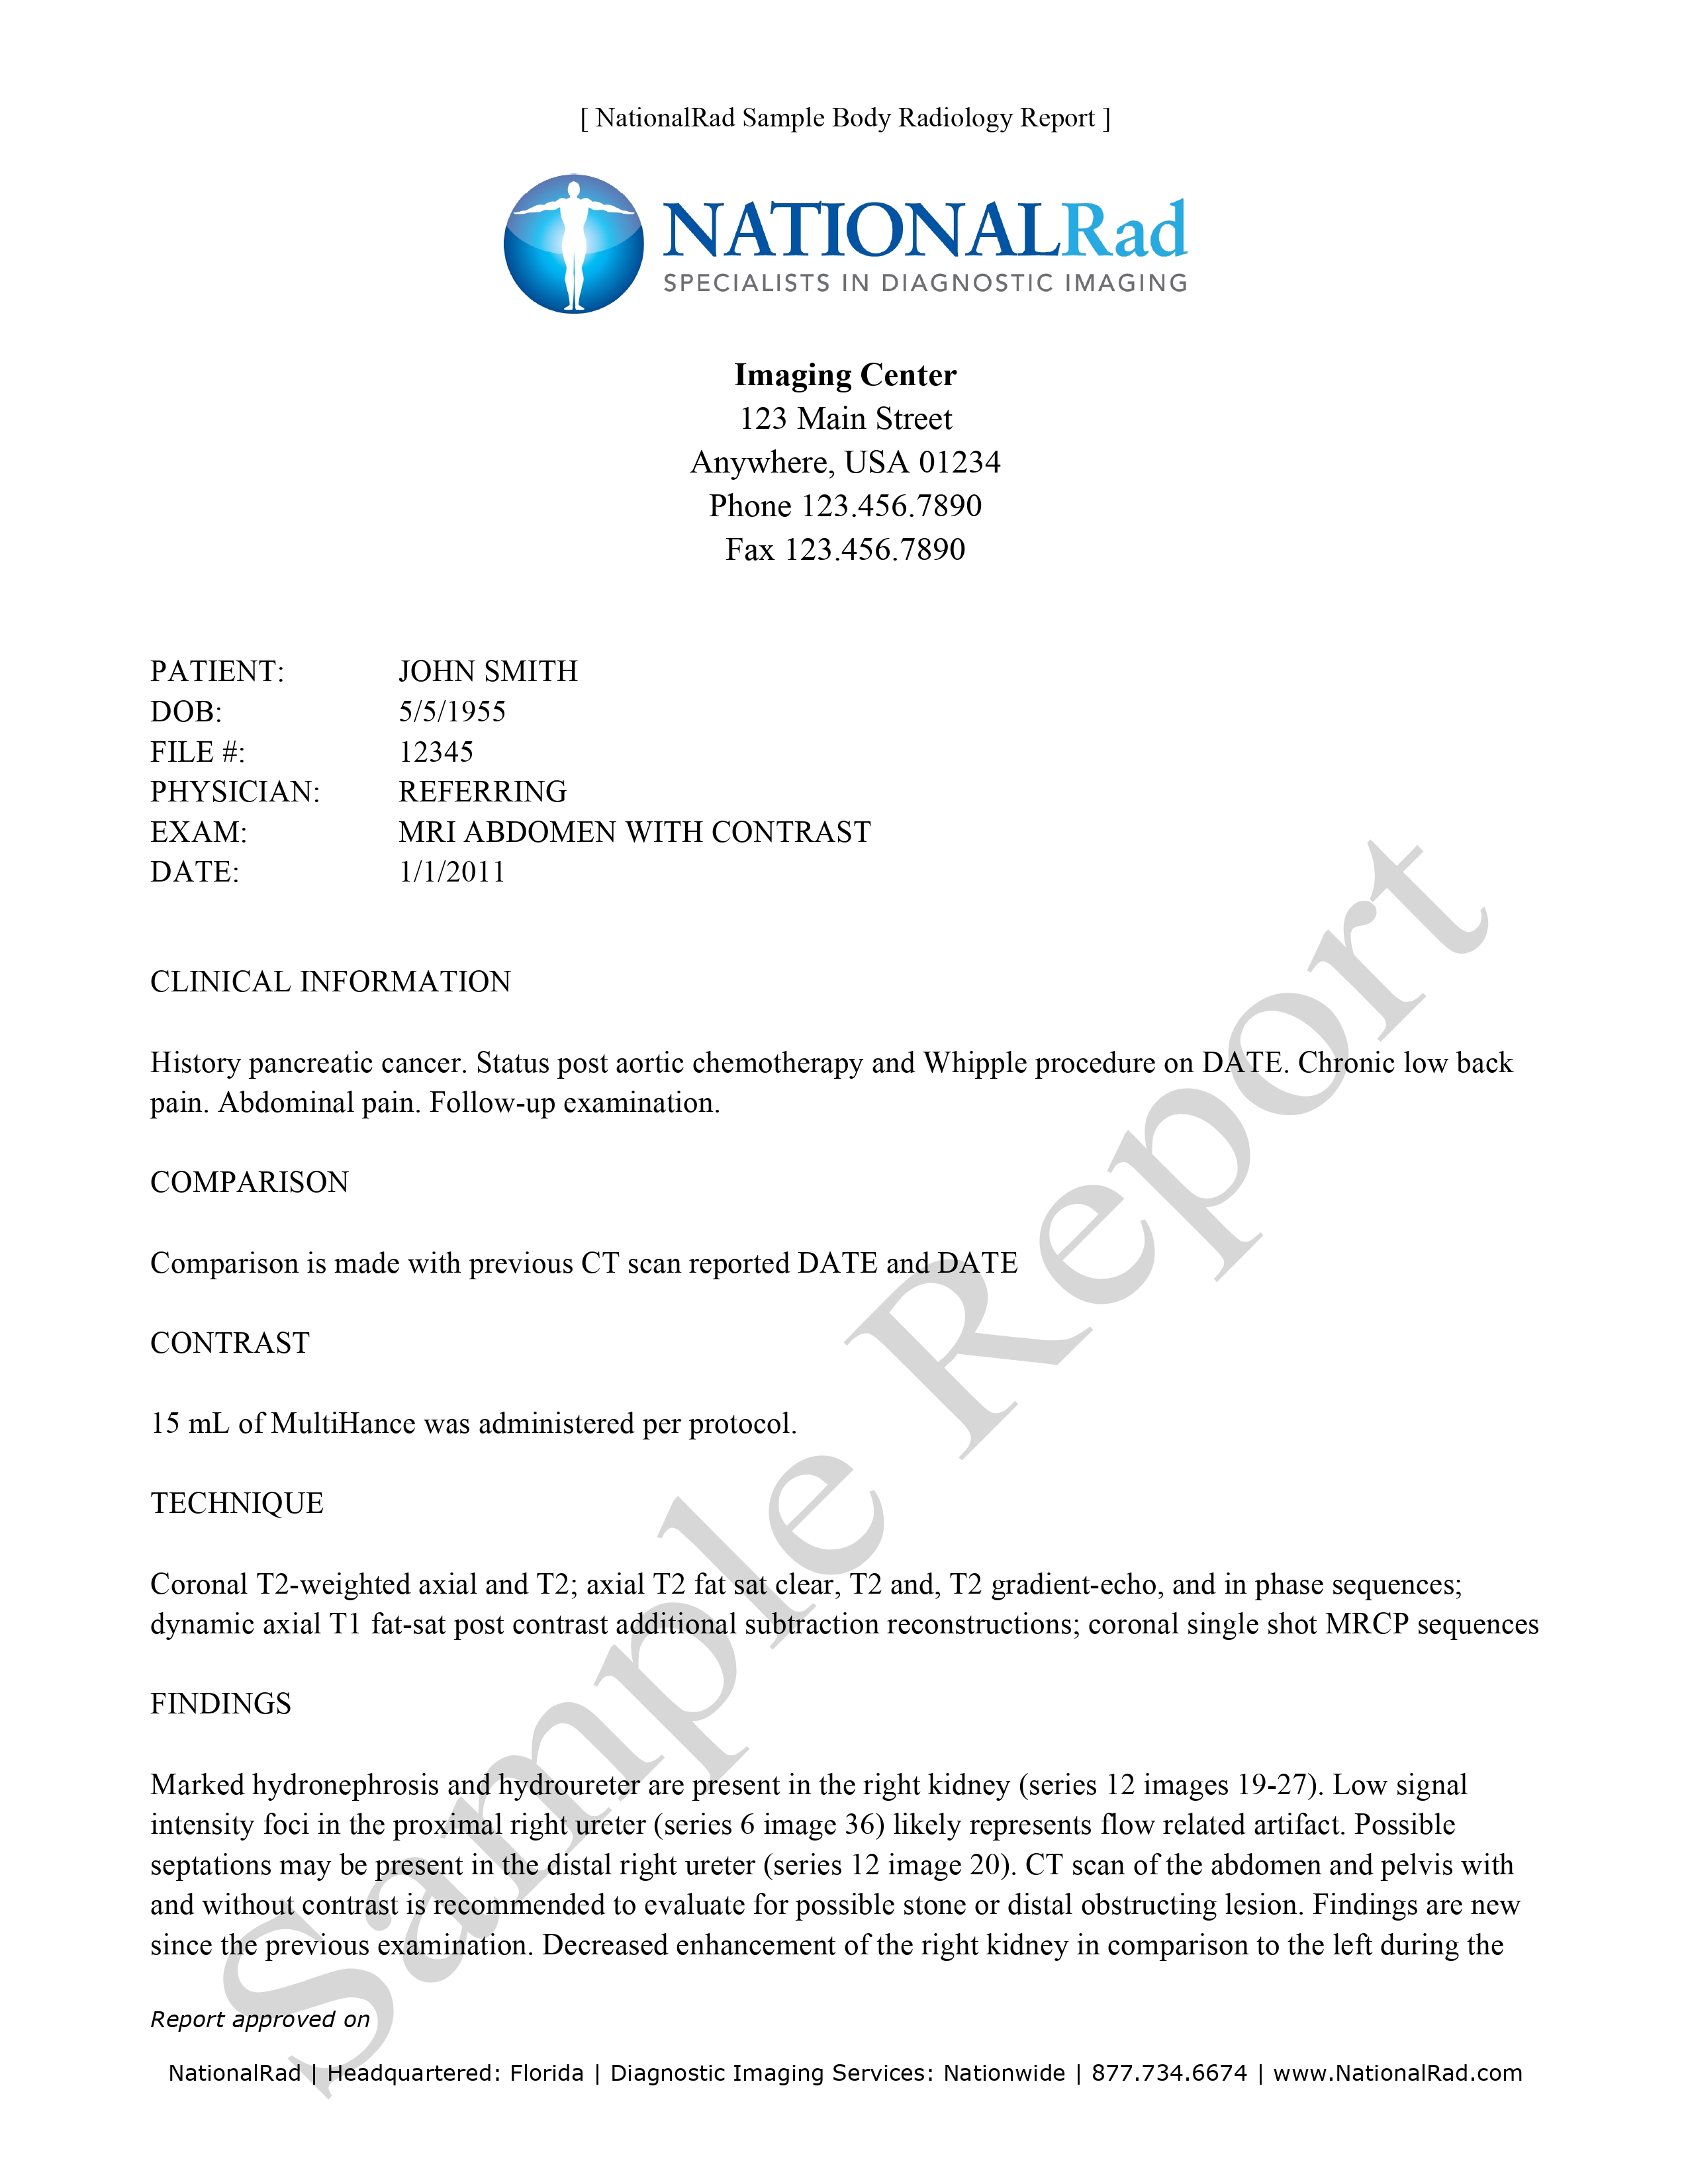 [ NationalRad Sample Body Radiology Report ]
NATIONALRad
SPECIALISTS IN DIAGNOSTIC IMAGING
Imaging Center
123 Main Street
Anywhere, USA 01234
Phone 123.456.7890
Fax 123.456.7890
PATIENT: JOHN SMITH
DOB: 5/5/1955
FILE #: 12345
PHYSICIAN: REFERRING
EXAM: MRI ABDOMEN WITH CONTRAST
DATE: 1/1/2011
CLINICAL INFORMATION
History pancreatic cancer. Status post aortic chemotherapy and Whipple procedure on DATE. Chronic low back
pain. Abdominal pain. Follow-up examination.
COMPARISON
Comparison is made with previous CT scan reported DATE and DATE
CONTRAST
15 mL of MultiHance was administered per protocol.
TECHNIQUE
Coronal T2-weighted axial and T2; axial T2 fat sat clear, T2 and, T2 gradient-echo, and in phase sequences;
dynamic axial T1 fat-sat post contrast additional subtraction reconstructions; coronal single shot MRCP sequences
FINDINGS
Marked hydronephrosis and hydroureter are present in the right kidney (series 12 images 19-27). Low signal
intensity foci in the proximal right ureter (series 6 image 36) likely represents flow related artifact. Possible
septations may be present in the distal right ureter (series 12 image 20). CT scan of the abdomen and pelvis with
and without contrast is recommended to evaluate for possible stone or distal obstructing lesion. Findings are new
since the previous examination. Decreased enhancement of the right kidney in comparison to the left during the
Report approved on
NationalRad | Headquartered: Florida | Diagnostic Imaging Services: Nationwide | 877.734.6674 | www.NationalRad.com
Sample Report